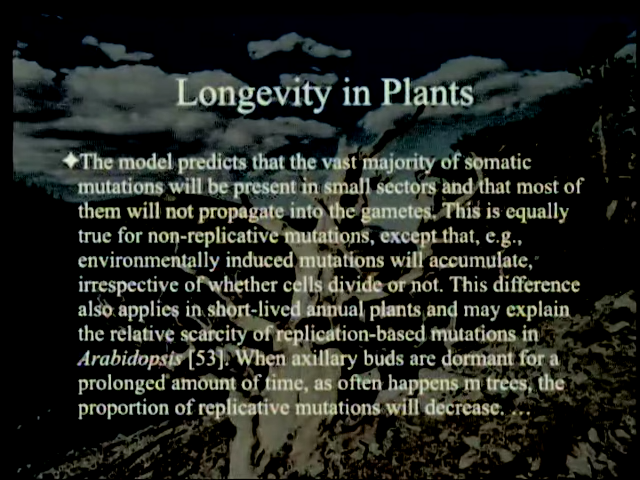 Longevity in Plants
✦The model predicts that the vast majority of somatic
mutations will be present in small sectors and that most of
them will not propagate into the gametes. This is equally
true for non-replicative mutations, except that, e.g.,
environmentally induced mutations will accumulate,
irrespective of whether cells divide or not. This difference
also applies in short-lived annual plants and may explain
the relative scarcity of replication-based mutations in
Arabidopsis [53]. When axillary buds are dormant for a
prolonged amount of time, as often happens in trees, the
proportion of replicative mutations will decrease. …